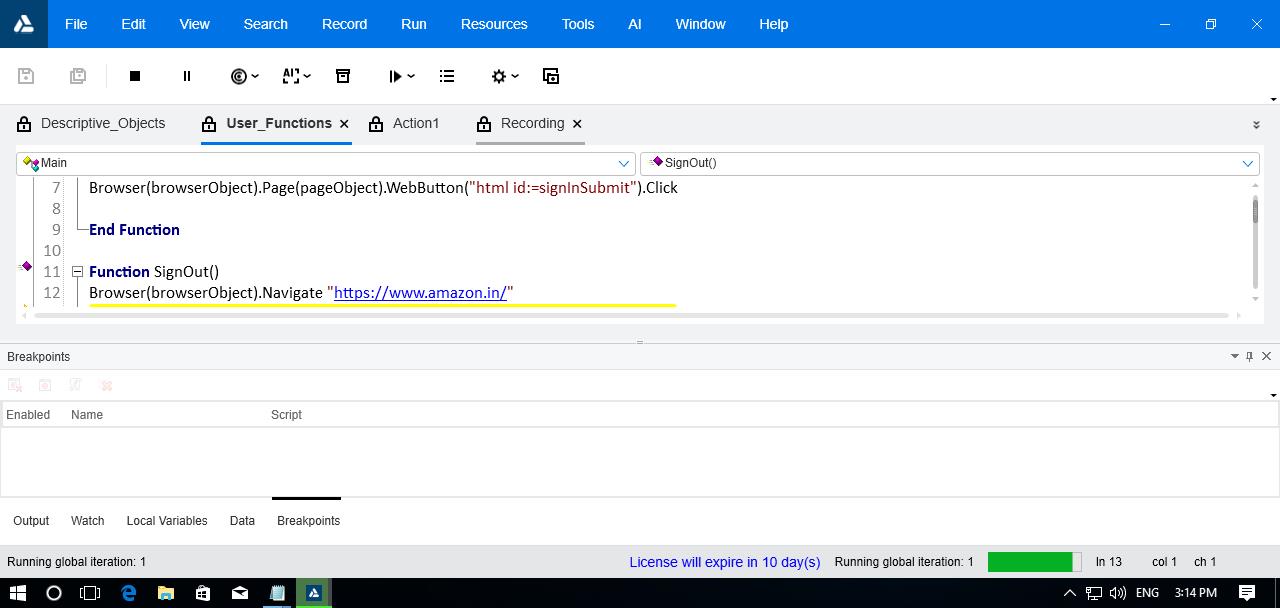 File Edit View Search Record Run Resources Tools AI Window Help
Descriptive_Objects User_Functions Action1 Recording
Main SignOut()
7 Browser(browserObject).Page(pageObject).WebButton("html id:=signInSubmit").Click
8
9 End Function
10
11 Function SignOut()
12 Browser(browserObject).Navigate "https://www.amazon.in/"
Breakpoints
Enabled Name Script
Output Watch Local Variables Data Breakpoints
Running global iteration: 1 License will expire in 10 day(s) Running global iteration: 1 ln 13 col 1 ch 1
ENG 3:14 PM